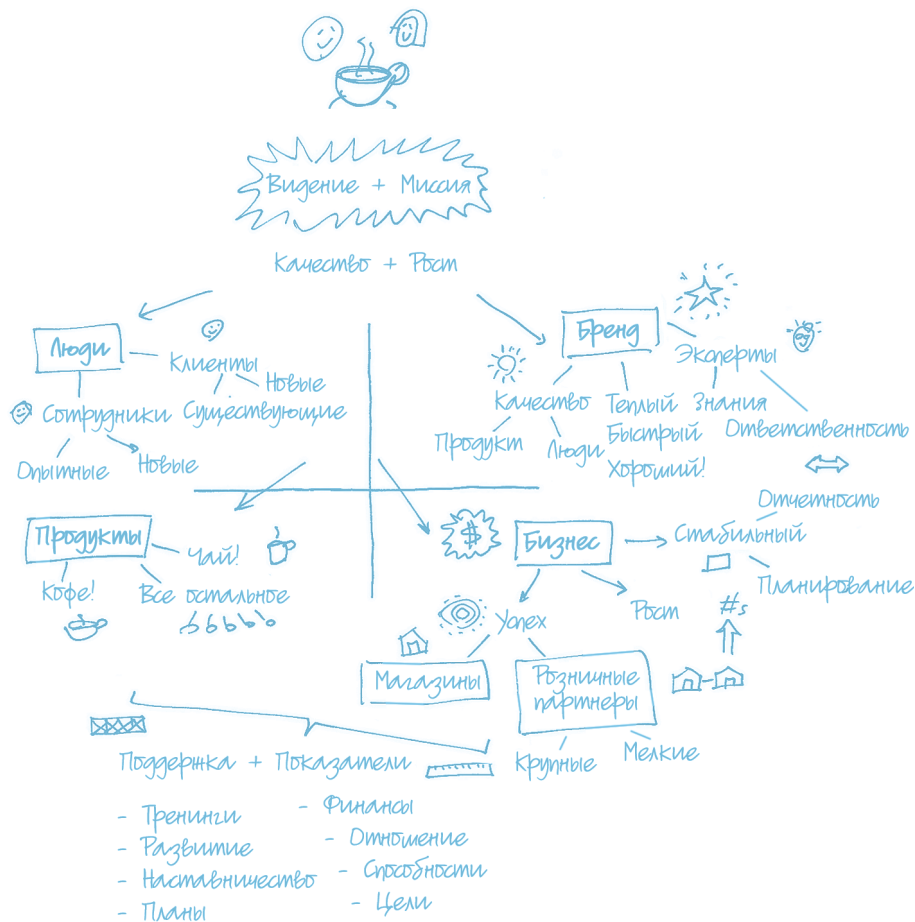 Видение + Миссия
Качество + Рост
Люди
Клиенты
Новые
Существующие
Сотрудники
Опытные
Новые
Бренд
Эксперты
Качество
Продукт
Люди
Теплый
Быстрый
Хороший!
Знания
Ответственность
Продукты
Чай!
Кофе!
Все остальное
$
Бизнес
Стабильный
Отчетность
Планирование
Успех
Рост
#s
Магазины
Розничные
партнеры
Крупные
Мелкие
Поддержка + Показатели
- Тренинги
- Развитие
- Наставничество
- Планы
- Финансы
- Отношение
- Способности
- Цели